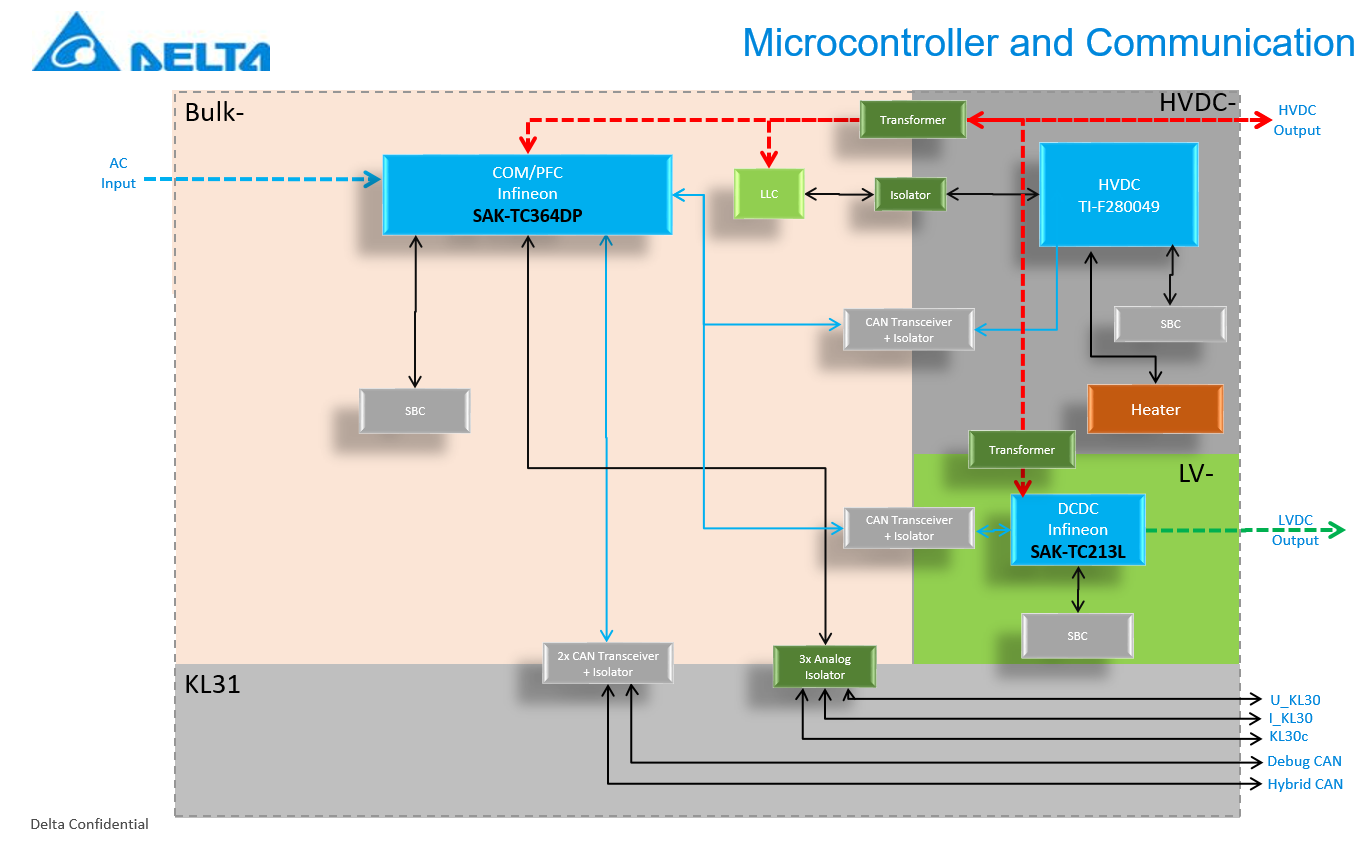 DELTA
Microcontroller and Communication
Bulk-
HVDC-
Transformer
HVDC
Output
AC
Input
COM/PFC
Infineon
SAK-TC364DP
LLC
Isolator
HVDC
TI-F280049
CAN Transceiver
+ Isolator
SBC
SBC
Heater
Transformer
LV-
CAN Transceiver
+ Isolator
DCDC
Infineon
SAK-TC213L
LVDC
Output
SBC
2x CAN Transceiver
+ Isolator
3x Analog
Isolator
KL31
U_KL30
I_KL30
KL30c
Debug CAN
Hybrid CAN
Delta Confidential